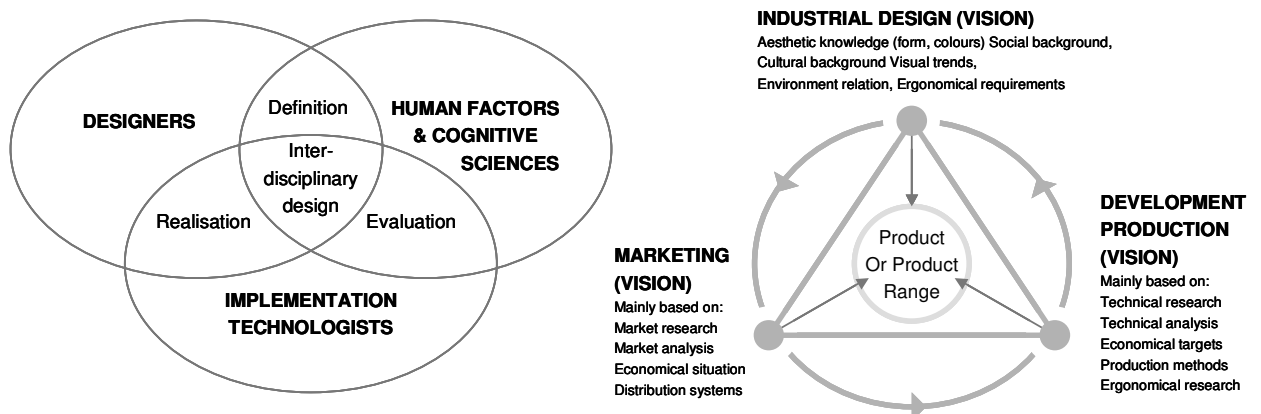 DESIGNERS
Definition
HUMAN FACTORS
& COGNITIVE
SCIENCES
Inter-
disciplinary
design
Realisation
Evaluation
IMPLEMENTATION
TECHNOLOGISTS
INDUSTRIAL DESIGN (VISION)
Aesthetic knowledge (form, colours) Social background,
Cultural background Visual trends,
Environment relation, Ergonomical requirements
Product
Or Product
Range
MARKETING
(VISION)
Mainly based on:
Market research
Market analysis
Economical situation
Distribution systems
DEVELOPMENT
PRODUCTION
(VISION)
Mainly based on:
Technical research
Technical analysis
Economical targets
Production methods
Ergonomical research